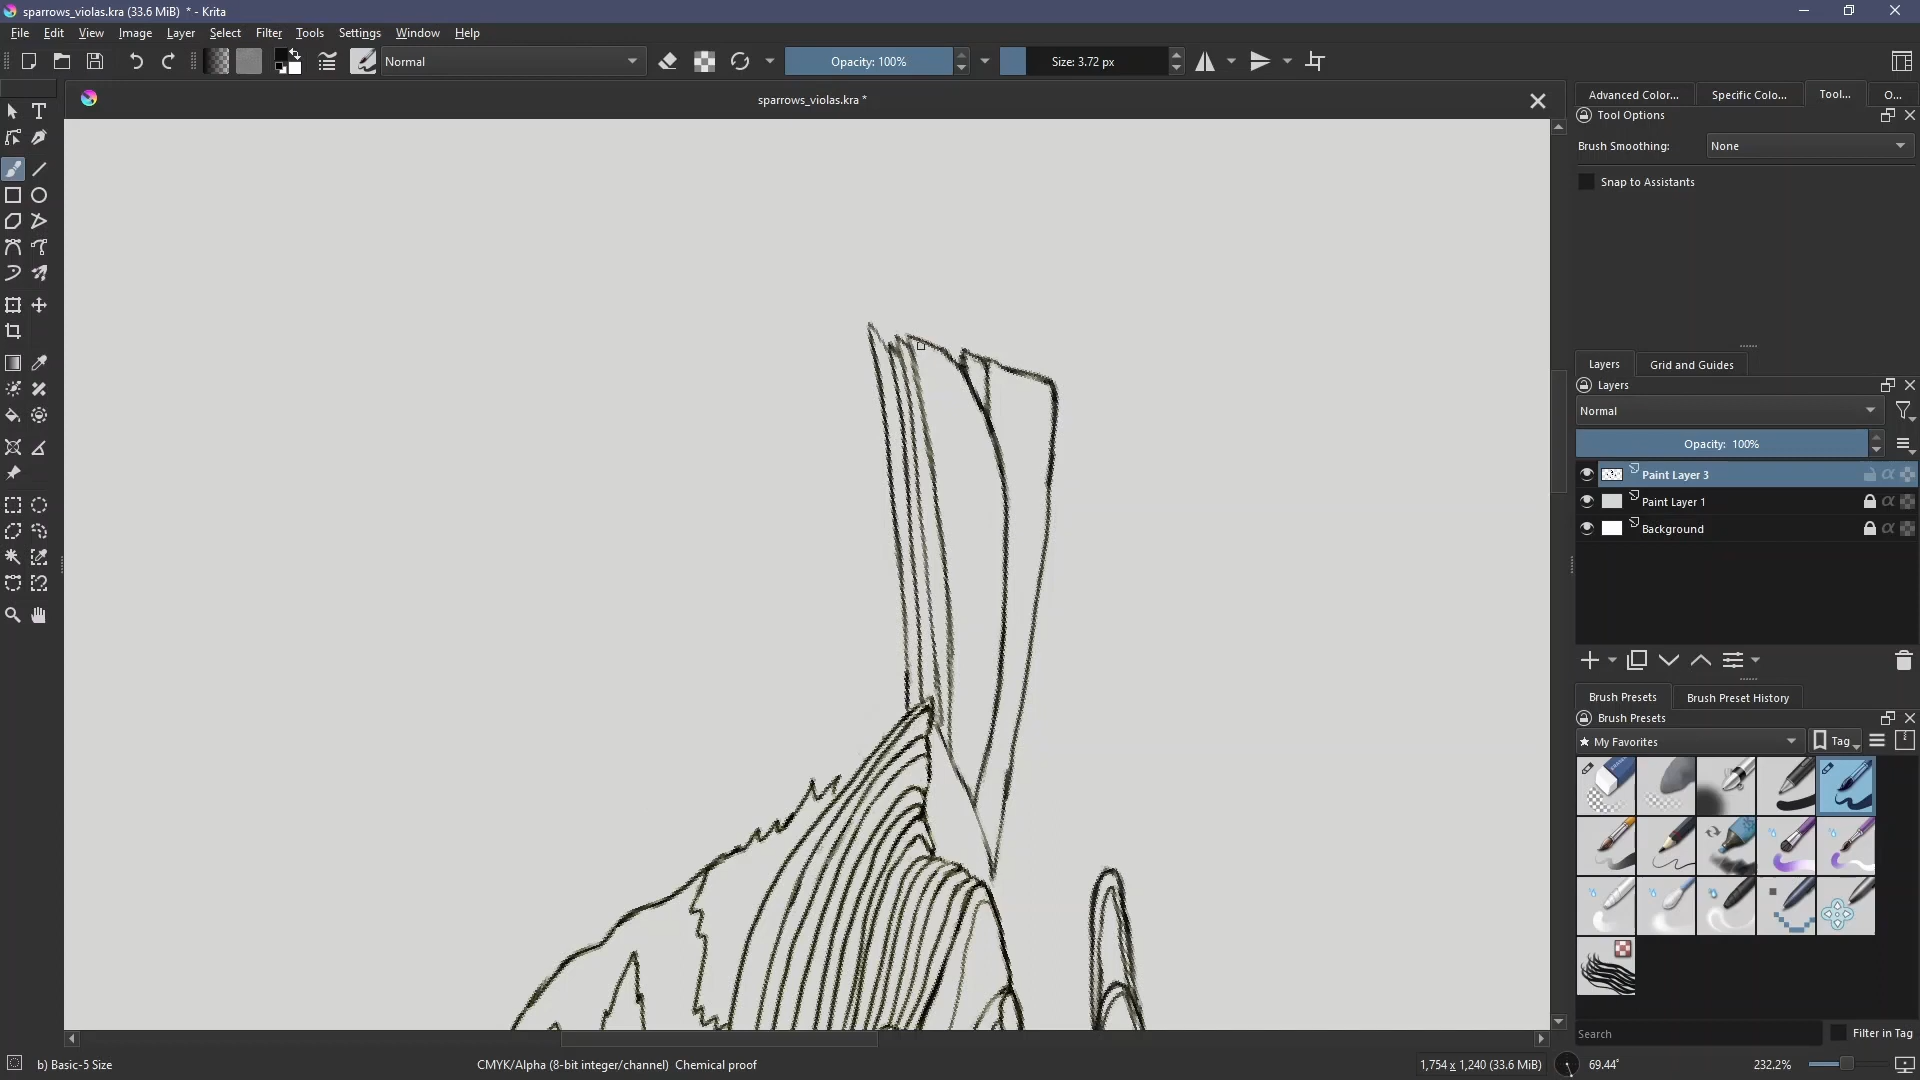 sparrows_violas.kra (33.6 MiB) * - Krita
File Edit View Image Layer Select Filter Tools Settings Window Help
Normal
Opacity: 100%
Size: 3.72 px
sparrows_violas.kra *
Advanced Color... Specific Colo... Tool... O...
Tool Options
Brush Smoothing: None
Snap to Assistants
Layers Grid and Guides
Layers
Normal
Opacity: 100%
Paint Layer 3
Paint Layer 1
Background
Brush Presets Brush Preset History
Brush Presets
★ My Favorites Tag
Search Filter in Tag
b) Basic-5 Size CMYK/Alpha (8-bit integer/channel) Chemical proof 1,754 x 1,240 (33.6 MiB) 69.44° 232.2%